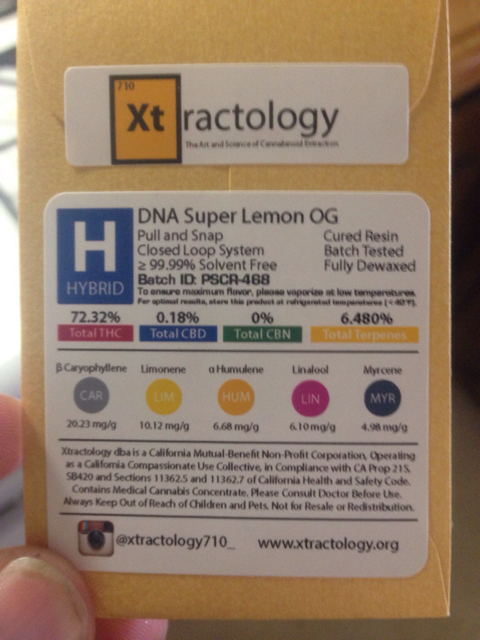 710
Xtractology
The Art and Science of Cannabanoid Extraction
H
HYBRID
DNA Super Lemon OG
Pull and Snap
Closed Loop System
≥ 99.99% Solvent Free
Cured Resin
Batch Tested
Fully Dewaxed
Batch ID: PSCR-468
To ensure maximum flavor, please vaporize at low temperatures.
For optimal results, store this product at refrigerated temperatures (< 40°F).
72.32% 0.18% 0% 6.480%
Total THC Total CBD Total CBN Total Terpenes
β Caryophyllene Limonene α Humulene Linalool Myrcene
CAR LIM HUM LIN MYR
20.23 mg/g 10.12 mg/g 6.68 mg/g 6.10 mg/g 4.98 mg/g
Xtractology dba is a California Mutual-Benefit Non-Profit Corporation, Operating
as a California Compassionate Use Collective, in Compliance with CA Prop 215,
SB420 and Sections 11362.5 and 11362.7 of California Health and Safety Code.
Contains Medical Cannabis Concentrate, Please Consult Doctor Before Use.
Always Keep Out of Reach of Children and Pets. Not for Resale or Redistribution.
@xtractology710_ www.xtractology.org